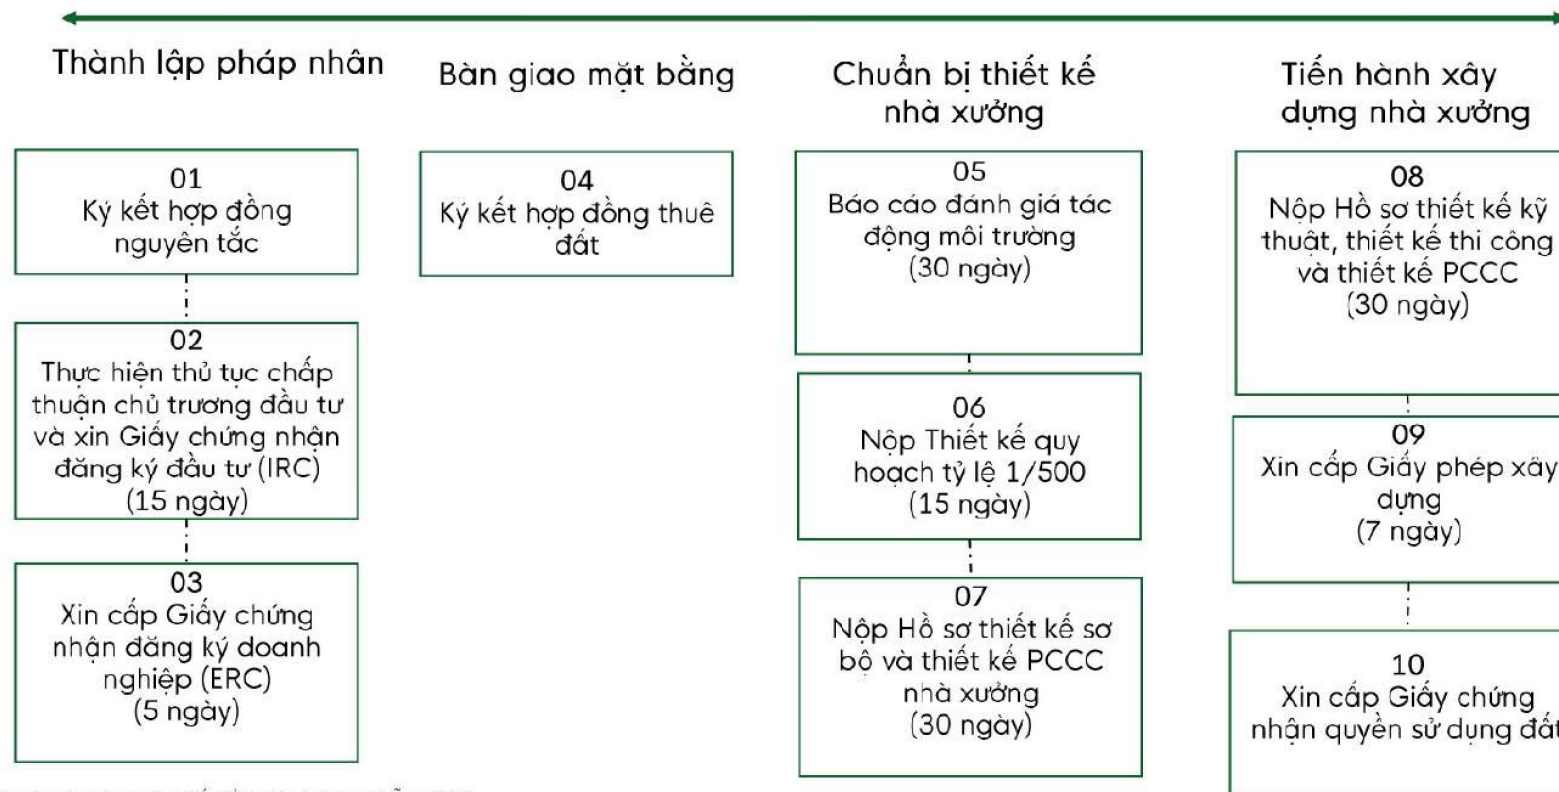 Thành lập pháp nhân
01
Ký kết hợp đồng
nguyên tắc
02
Thực hiện thủ tục chấp
thuận chủ trương đầu tư
và xin Giấy chứng nhận
đăng ký đầu tư (IRC)
(15 ngày)
03
Xin cấp Giấy chứng
nhận đăng ký doanh
nghiệp (ERC)
(5 ngày)
Bàn giao mặt bằng
04
Ký kết hợp đồng thuê
đất
Chuẩn bị thiết kế
nhà xưởng
05
Báo cáo đánh giá tác
động môi trường
(30 ngày)
06
Nộp Thiết kế quy
hoạch tỷ lệ 1/500
(15 ngày)
07
Nộp Hồ sơ thiết kế sơ
bộ và thiết kế PCCC
nhà xưởng
(30 ngày)
Tiến hành xây
dựng nhà xưởng
08
Nộp Hồ sơ thiết kế kỹ
thuật, thiết kế thi công
và thiết kế PCCC
(30 ngày)
09
Xin cấp Giấy phép xây
dựng
(7 ngày)
10
Xin cấp Giấy chứng
nhận quyền sử dụng đất